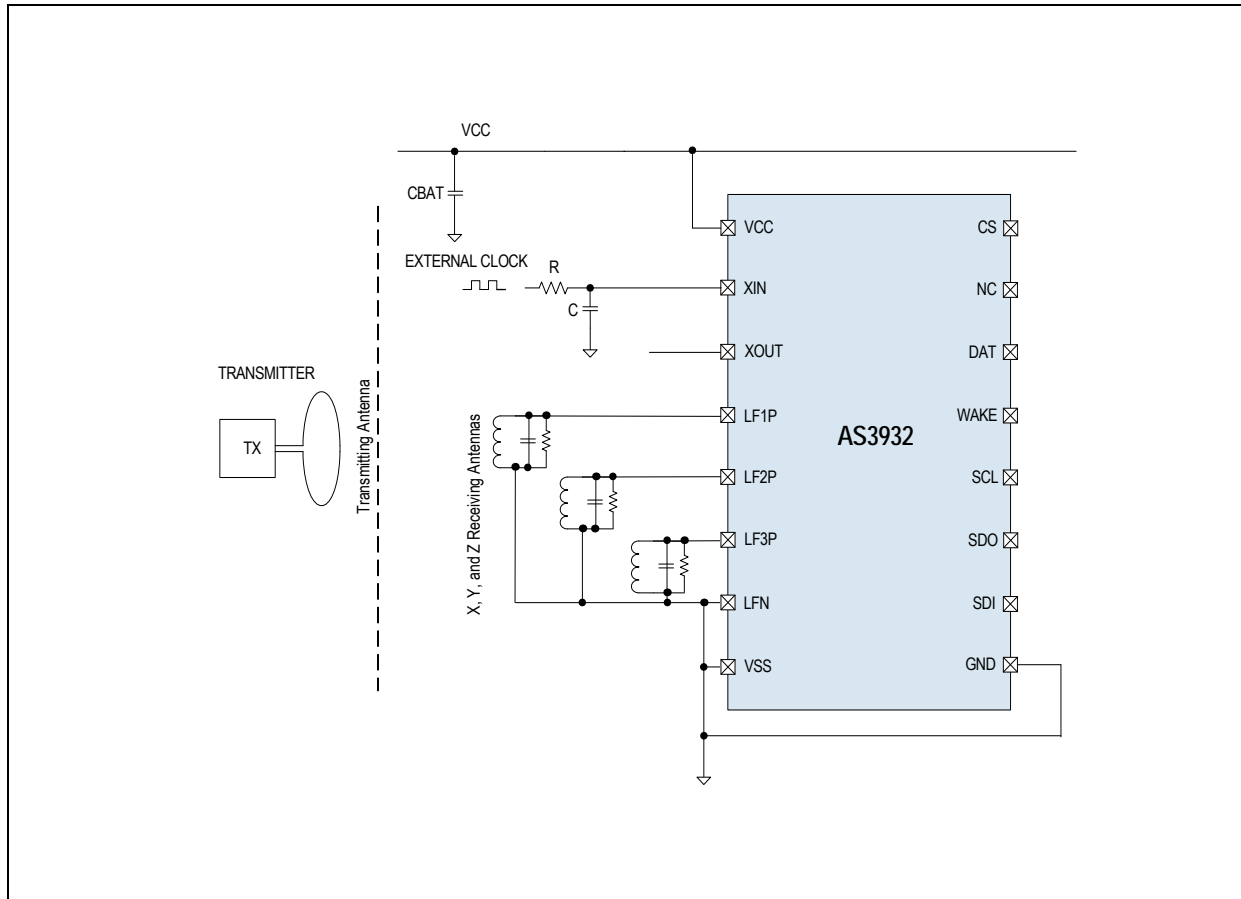 VCC
CBAT
EXTERNAL CLOCK
R
C
TRANSMITTER
TX
Transmitting Antenna
X, Y, and Z Receiving Antennas
VCC
XIN
XOUT
LF1P
LF2P
LF3P
LFN
VSS
AS3932
CS
NC
DAT
WAKE
SCL
SDO
SDI
GND